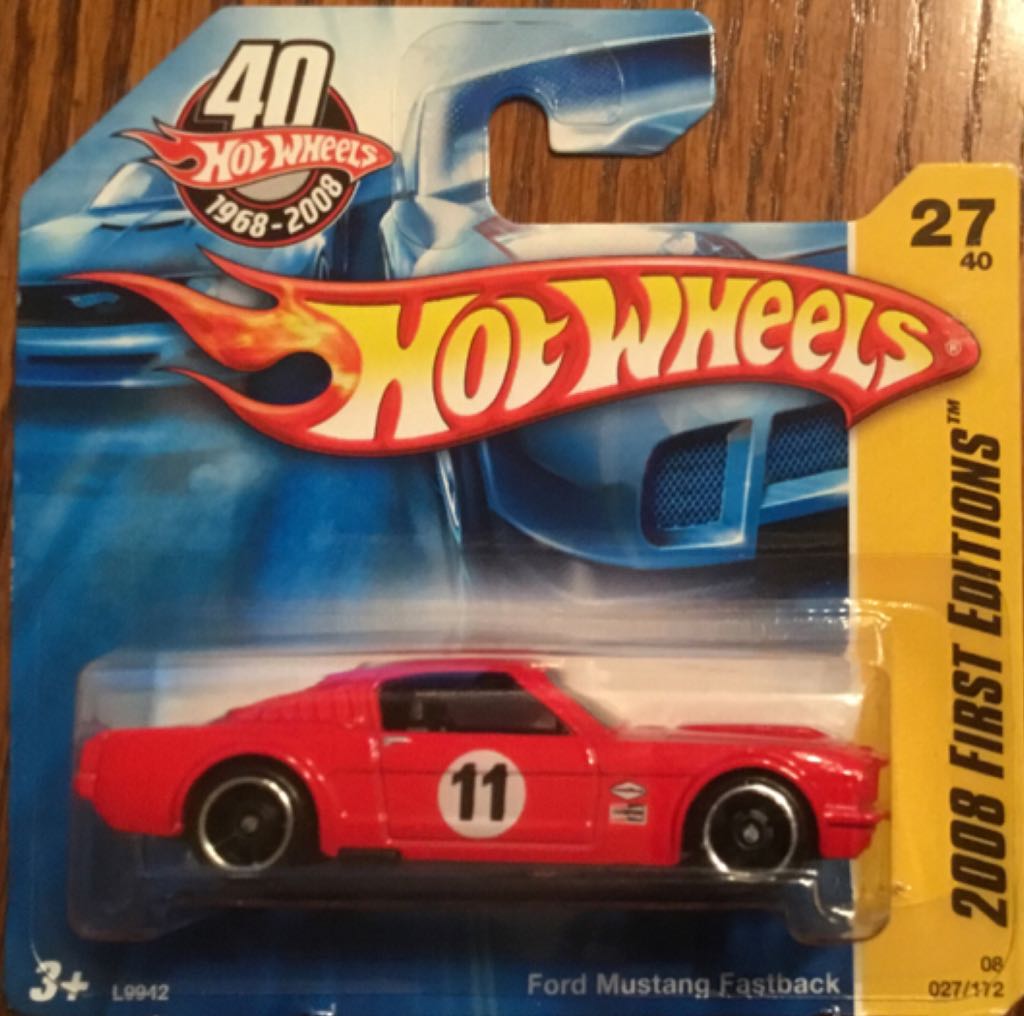 40
HOT WHEELS
1968-2008
27
40
HOT WHEELS®
2008 FIRST EDITIONS™
11
3+
L9942
Ford Mustang Fastback
08
027/172